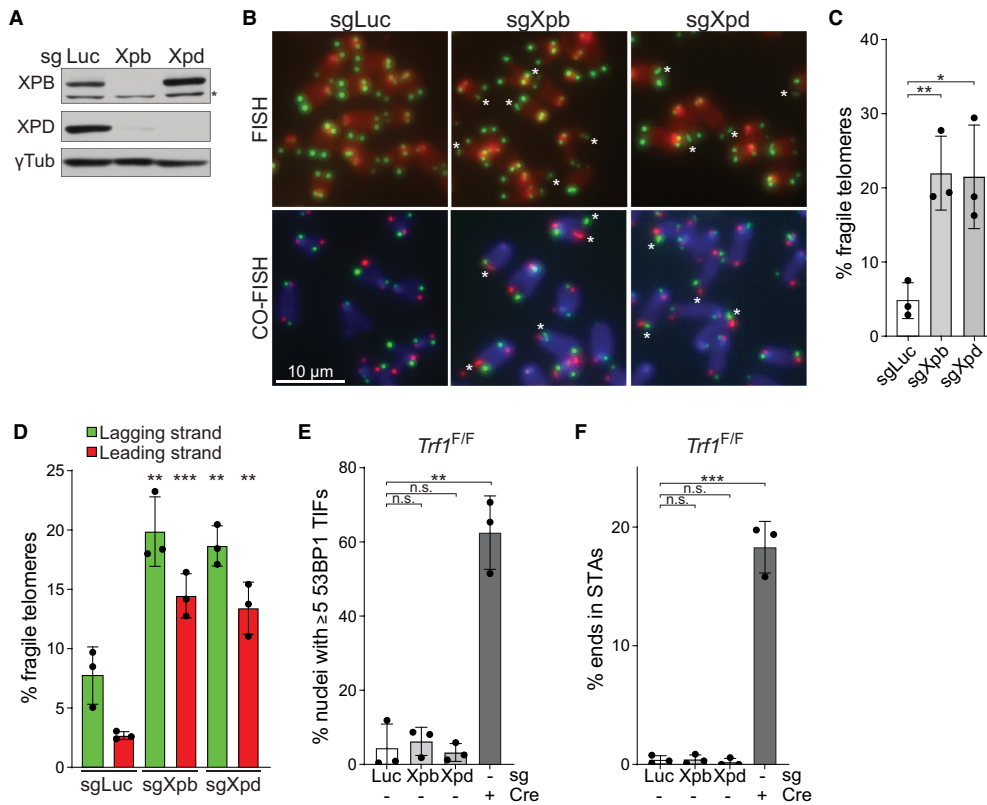 A
sg Luc Xpb Xpd
XPB
*
XPD
γTub
B
sgLuc sgXpb sgXpd
FISH
* * * * * * * * * * *
CO-FISH
* * * * * * * * *
10 μm
C
% fragile telomeres
40
30
20
10
0
*
**
sgLuc
sgXpb
sgXpd
D
Lagging strand
Leading strand
% fragile telomeres
25
20
15
10
5
0
** *** ** **
sgLuc sgXpb sgXpd
E
Trf1F/F
% nuclei with ≥ 5 53BP1 TIFs
80
60
40
20
0
**
n.s.
n.s.
Luc Xpb Xpd - sg
- - - + Cre
F
Trf1F/F
% ends in STAs
20
10
0
***
n.s.
n.s.
Luc Xpb Xpd - sg
- - - + Cre